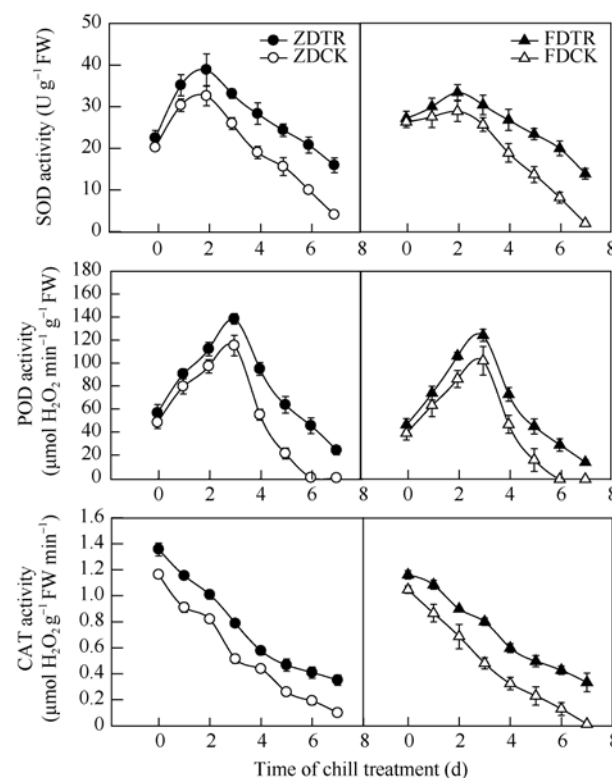 50
40
30
20
10
0
SOD activity (U g⁻¹ FW)
ZDTR
ZDCK
FDTR
FDCK
0 2 4 6 8 0 2 4 6 8
180
160
140
120
100
80
60
40
20
0
POD activity
(μmol H₂O₂ min⁻¹ g⁻¹ FW)
0 2 4 6 8 0 2 4 6 8
1.6
1.4
1.2
1.0
0.8
0.6
0.4
0.2
0
CAT activity
(μmol H₂O₂ g⁻¹ FW min⁻¹)
0 2 4 6 8 0 2 4 6 8
Time of chill treatment (d)